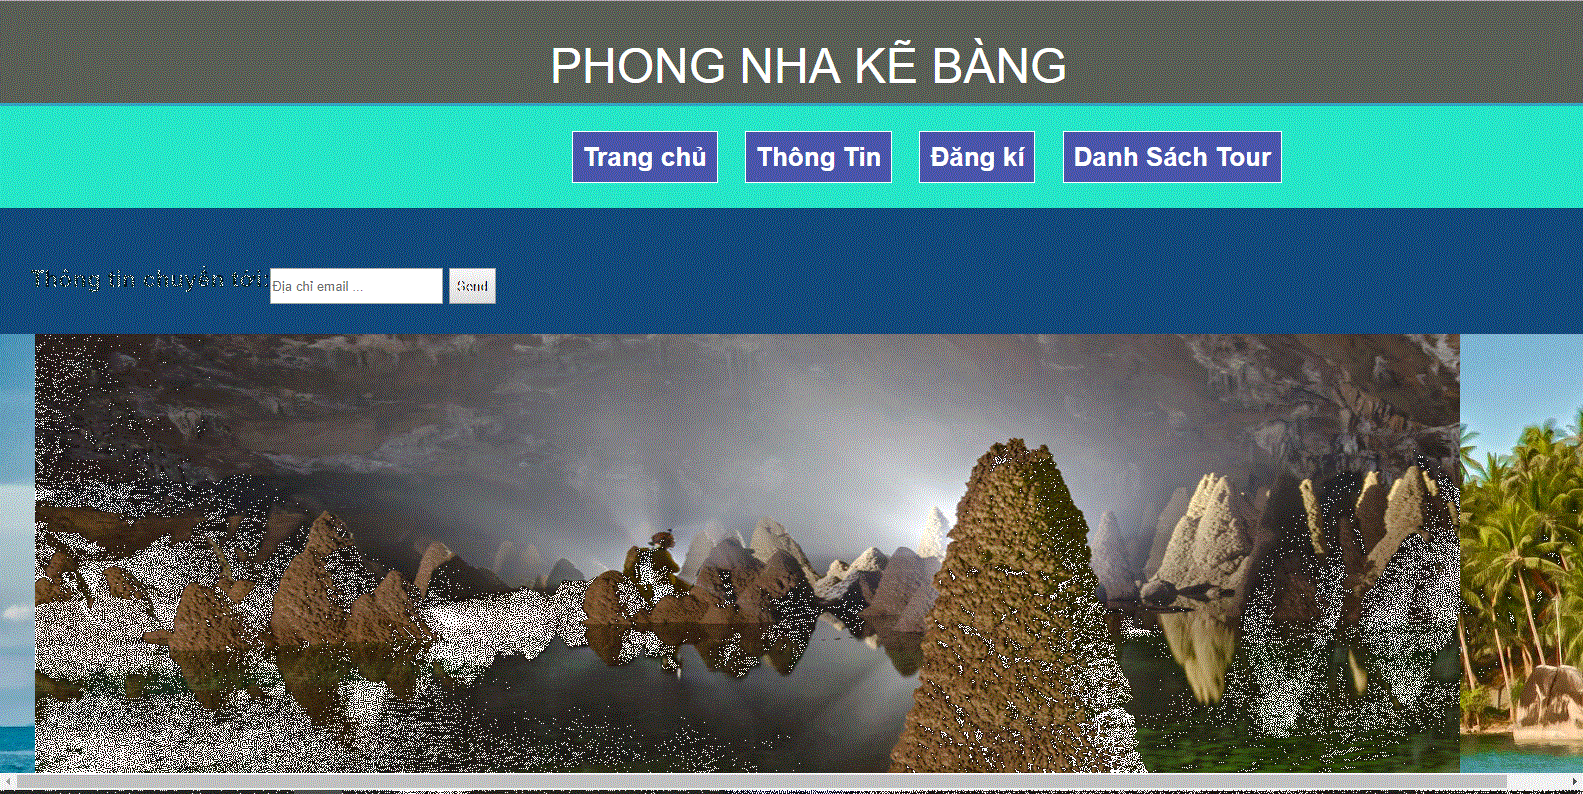 PHONG NHA KẼ BÀNG
Trang chủ Thông Tin Đăng kí Danh Sách Tour
Thông tin chuyển tới: Địa chỉ email ... Send